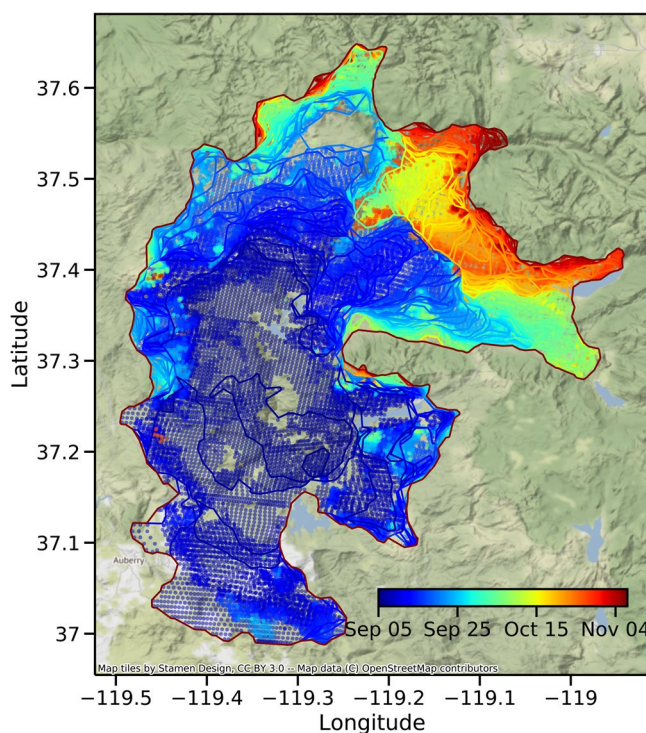 37.6
37.5
37.4
37.3
37.2
37.1
37
Latitude
Auberry
Sep 05 Sep 25 Oct 15 Nov 04
Map tiles by Stamen Design, CC BY 3.0 -- Map data (C) OpenStreetMap contributors
−119.5 −119.4 −119.3 −119.2 −119.1 −119
Longitude